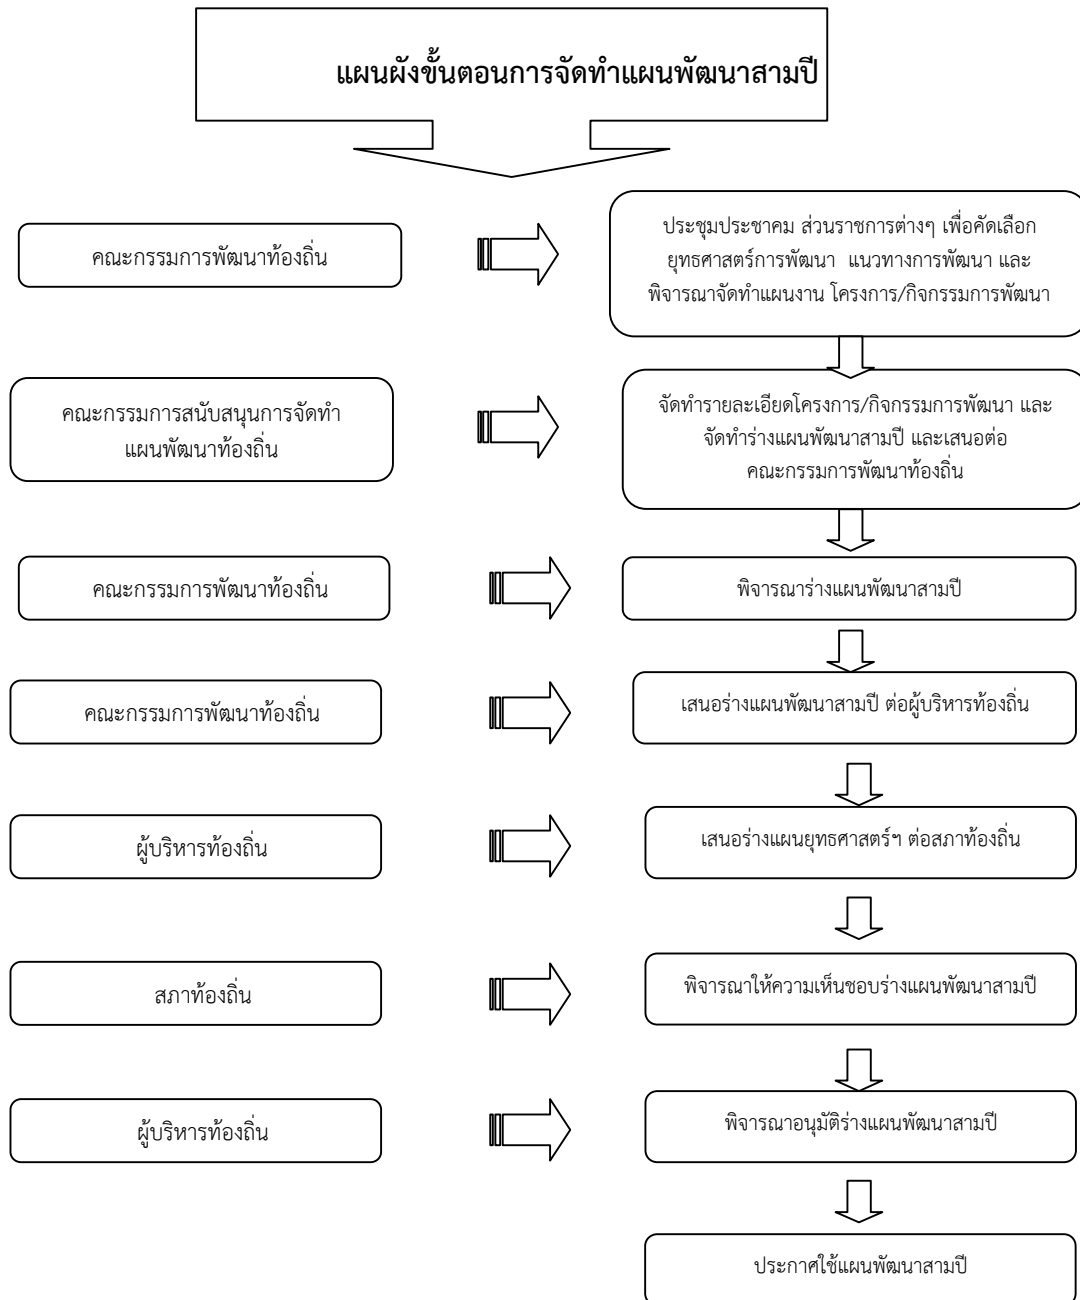 แผนผังขั้นตอนการจัดทำแผนพัฒนาสามปี
คณะกรรมการพัฒนาท้องถิ่น
ประชุมประชาคม ส่วนราชการต่างๆ เพื่อคัดเลือก
ยุทธศาสตร์การพัฒนา แนวทางการพัฒนา และ
พิจารณาจัดทำแผนงาน โครงการ/กิจกรรมการพัฒนา
คณะกรรมการสนับสนุนการจัดทำ
แผนพัฒนาท้องถิ่น
จัดทำรายละเอียดโครงการ/กิจกรรมการพัฒนา และ
จัดทำร่างแผนพัฒนาสามปี และเสนอต่อ
คณะกรรมการพัฒนาท้องถิ่น
คณะกรรมการพัฒนาท้องถิ่น
พิจารณาร่างแผนพัฒนาสามปี
คณะกรรมการพัฒนาท้องถิ่น
เสนอร่างแผนพัฒนาสามปี ต่อผู้บริหารท้องถิ่น
ผู้บริหารท้องถิ่น
เสนอร่างแผนยุทธศาสตร์ฯ ต่อสภาท้องถิ่น
สภาท้องถิ่น
พิจารณาให้ความเห็นชอบร่างแผนพัฒนาสามปี
ผู้บริหารท้องถิ่น
พิจารณาอนุมัติร่างแผนพัฒนาสามปี
ประกาศใช้แผนพัฒนาสามปี